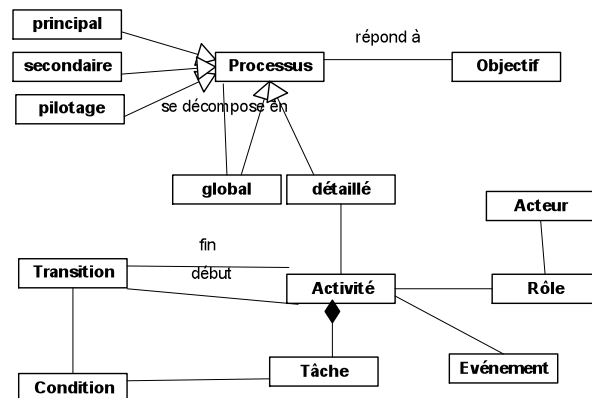 principal
répond à
secondaire
Processus
Objectif
pilotage
se décompose en
global
détaillé
Acteur
fin
Transition
début
Activité
Rôle
Tâche
Evénement
Condition